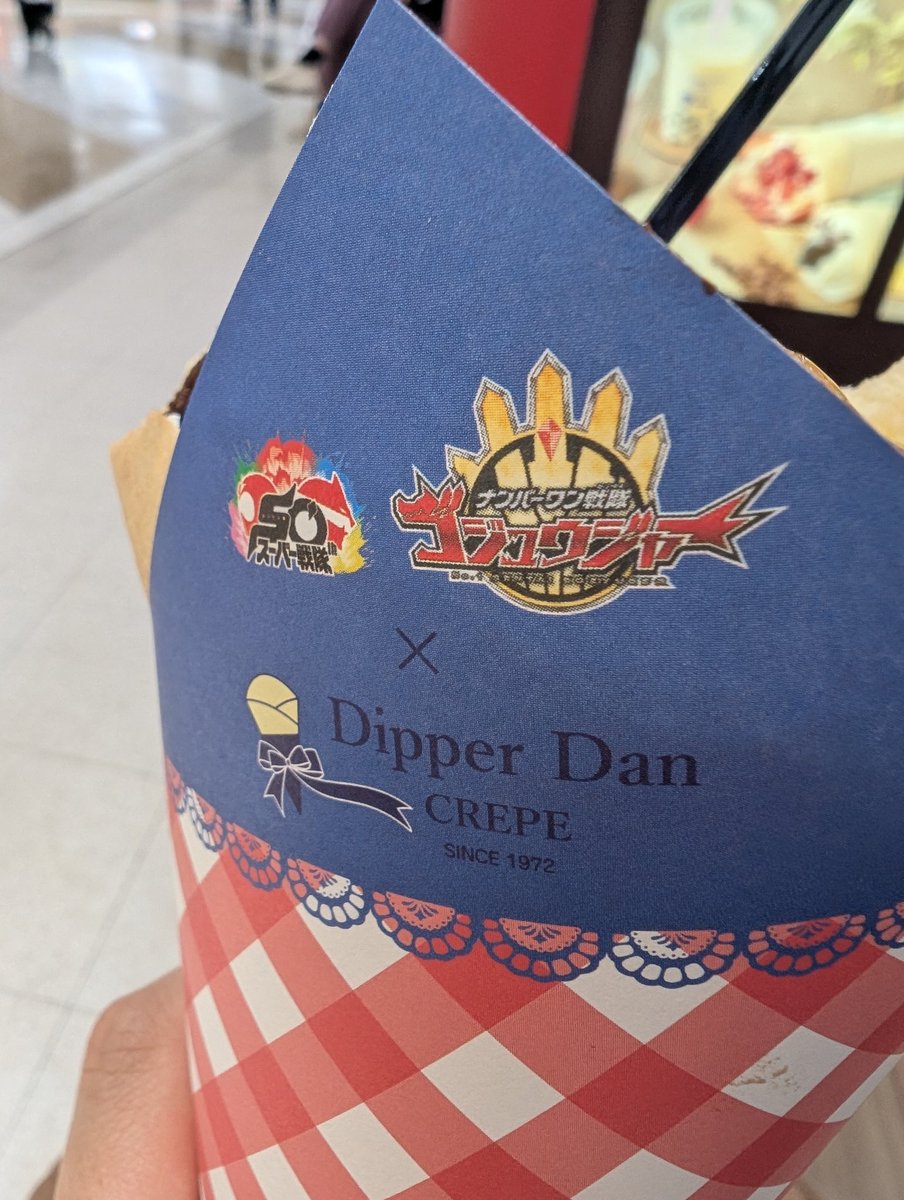 50
スーパー戦隊
ナンバーワン戦隊
ゴジュウジャー
×
Dipper Dan
CREPE
SINCE 1972